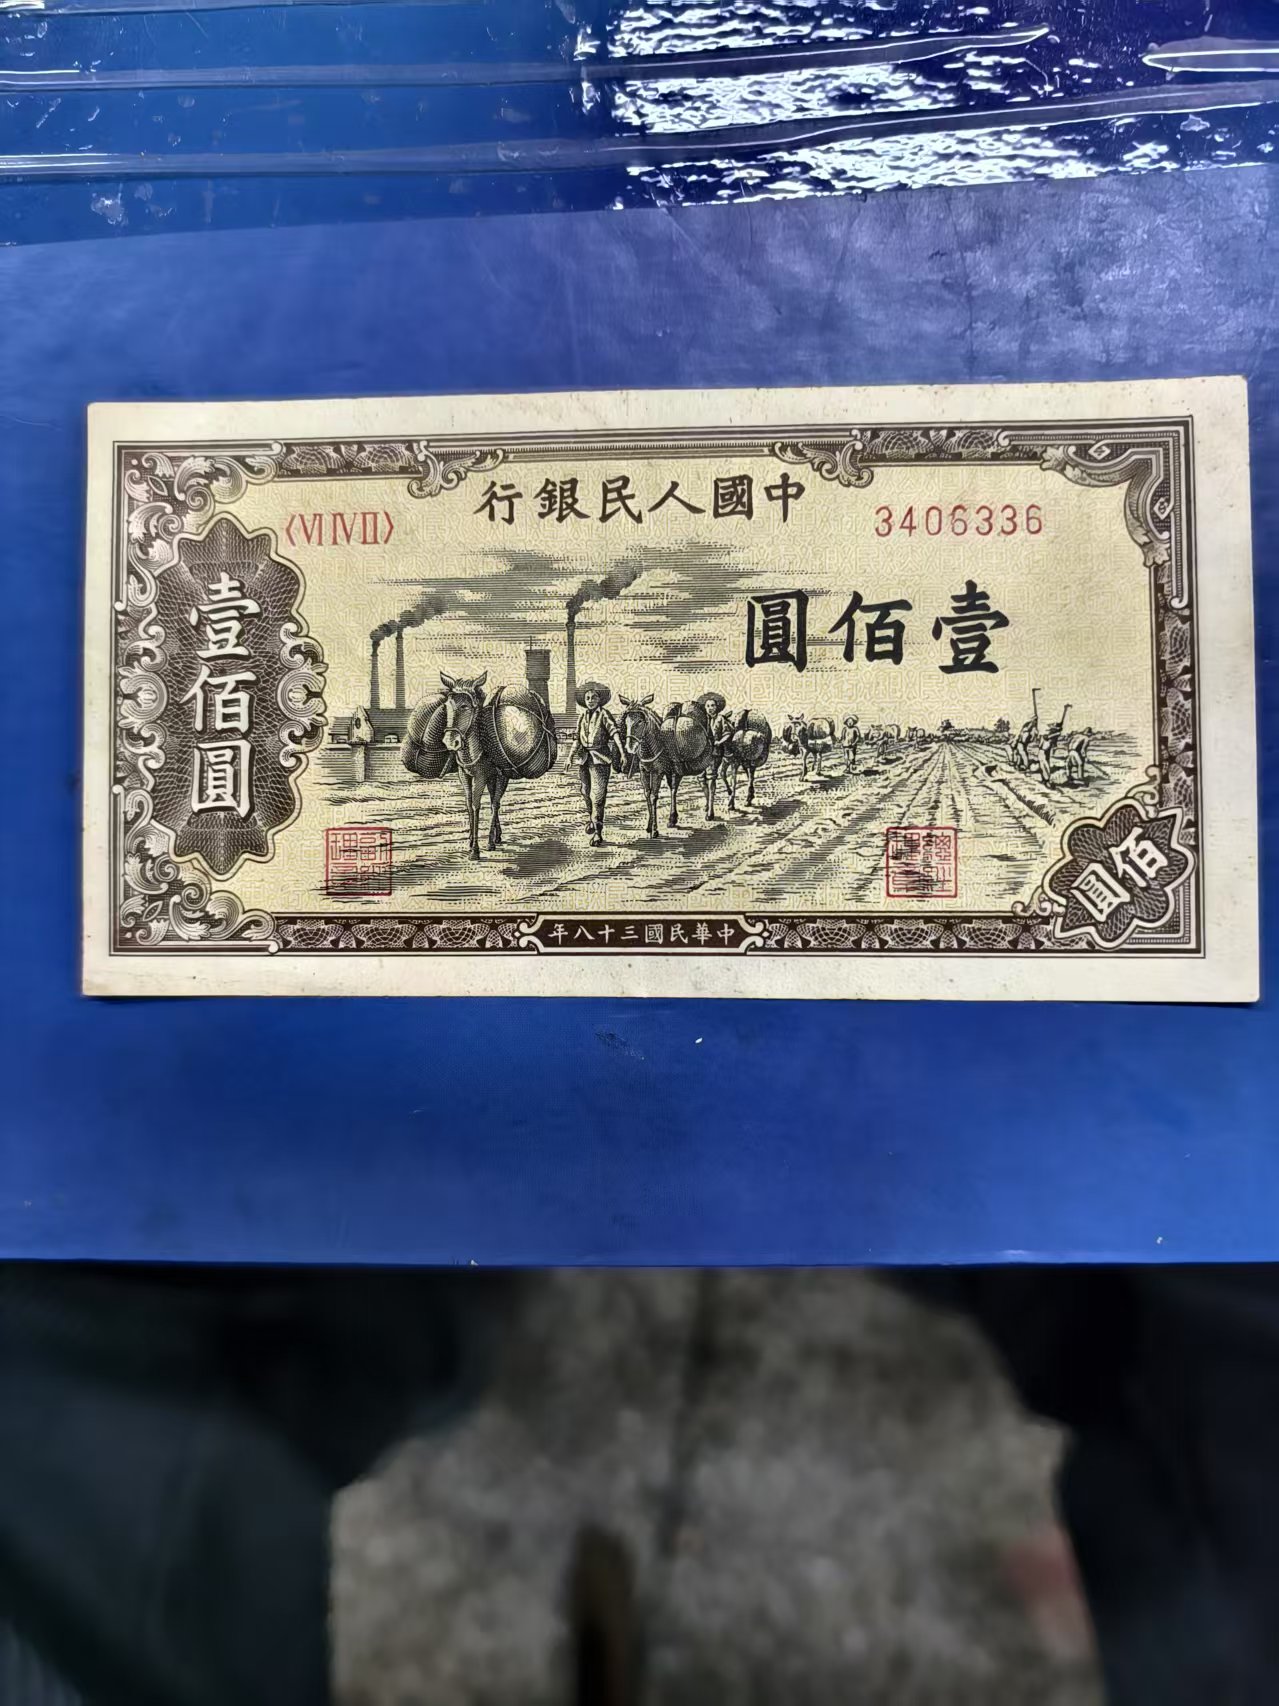 中國人民銀行
〈VI IV II〉
3406336
壹佰圓
壹佰圓
佰圓
中華民國三十八年